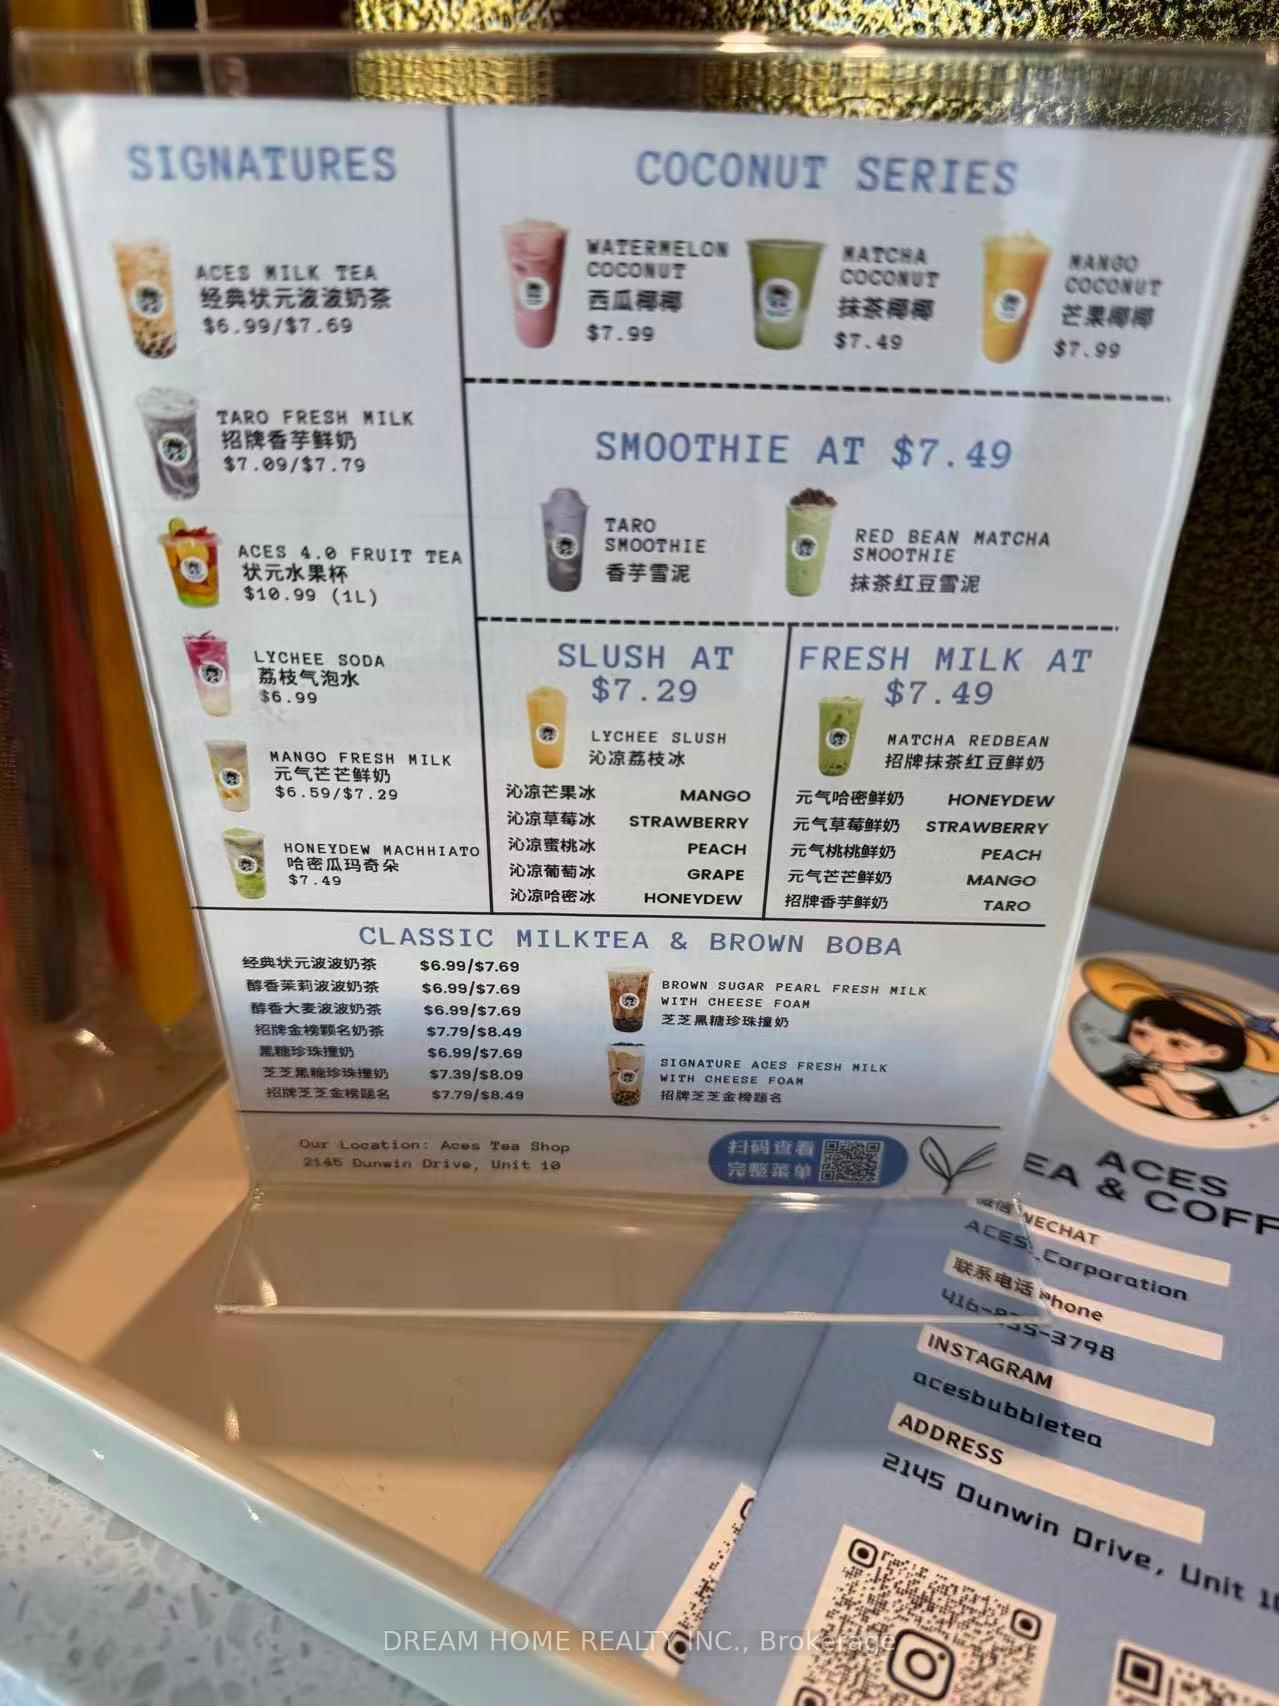 SIGNATURES
ACES MILK TEA
经典状元波波奶茶
$6.99/$7.69
TARO FRESH MILK
招牌香芋鲜奶
$7.09/$7.79
ACES 4.0 FRUIT TEA
状元水果杯
$10.99 (1L)
LYCHEE SODA
荔枝气泡水
$6.99
MANGO FRESH MILK
元气芒芒鲜奶
$6.59/$7.29
HONEYDEW MACHHIATO
哈密瓜玛奇朵
$7.49
COCONUT SERIES
WATERMELON
COCONUT
西瓜椰椰
$7.99
MATCHA
COCONUT
抹茶椰椰
$7.49
MANGO
COCONUT
芒果椰椰
$7.99
SMOOTHIE AT $7.49
TARO
SMOOTHIE
香芋雪泥
RED BEAN MATCHA
SMOOTHIE
抹茶红豆雪泥
SLUSH AT
$7.29
LYCHEE SLUSH
沁凉荔枝冰
沁凉芒果冰 MANGO
沁凉草莓冰 STRAWBERRY
沁凉蜜桃冰 PEACH
沁凉葡萄冰 GRAPE
沁凉哈密冰 HONEYDEW
FRESH MILK AT
$7.49
MATCHA REDBEAN
招牌抹茶红豆鲜奶
元气哈密鲜奶 HONEYDEW
元气草莓鲜奶 STRAWBERRY
元气桃桃鲜奶 PEACH
元气芒芒鲜奶 MANGO
招牌香芋鲜奶 TARO
CLASSIC MILKTEA & BROWN BOBA
经典状元波波奶茶 $6.99/$7.69
醇香茉莉波波奶茶 $6.99/$7.69
醇香大麦波波奶茶 $6.99/$7.69
招牌金榜颗名奶茶 $7.79/$8.49
黑糖珍珠撞奶 $6.99/$7.69
芝芝黑糖珍珠撞奶 $7.39/$8.09
招牌芝芝金榜题名 $7.79/$8.49
BROWN SUGAR PEARL FRESH MILK
WITH CHEESE FOAM
芝芝黑糖珍珠撞奶
SIGNATURE ACES FRESH MILK
WITH CHEESE FOAM
招牌芝芝金榜题名
Our Location: Aces Tea Shop
2145 Dunwin Drive, Unit 10
扫码查看
完整菜单
ACES
EA & COFF
微信 WECHAT
ACES_Corporation
联系电话 Phone
416-835-3798
INSTAGRAM
acesbubbletea
ADDRESS
2145 Dunwin Drive, Unit 10
DREAM HOME REALTY INC., Brokerage